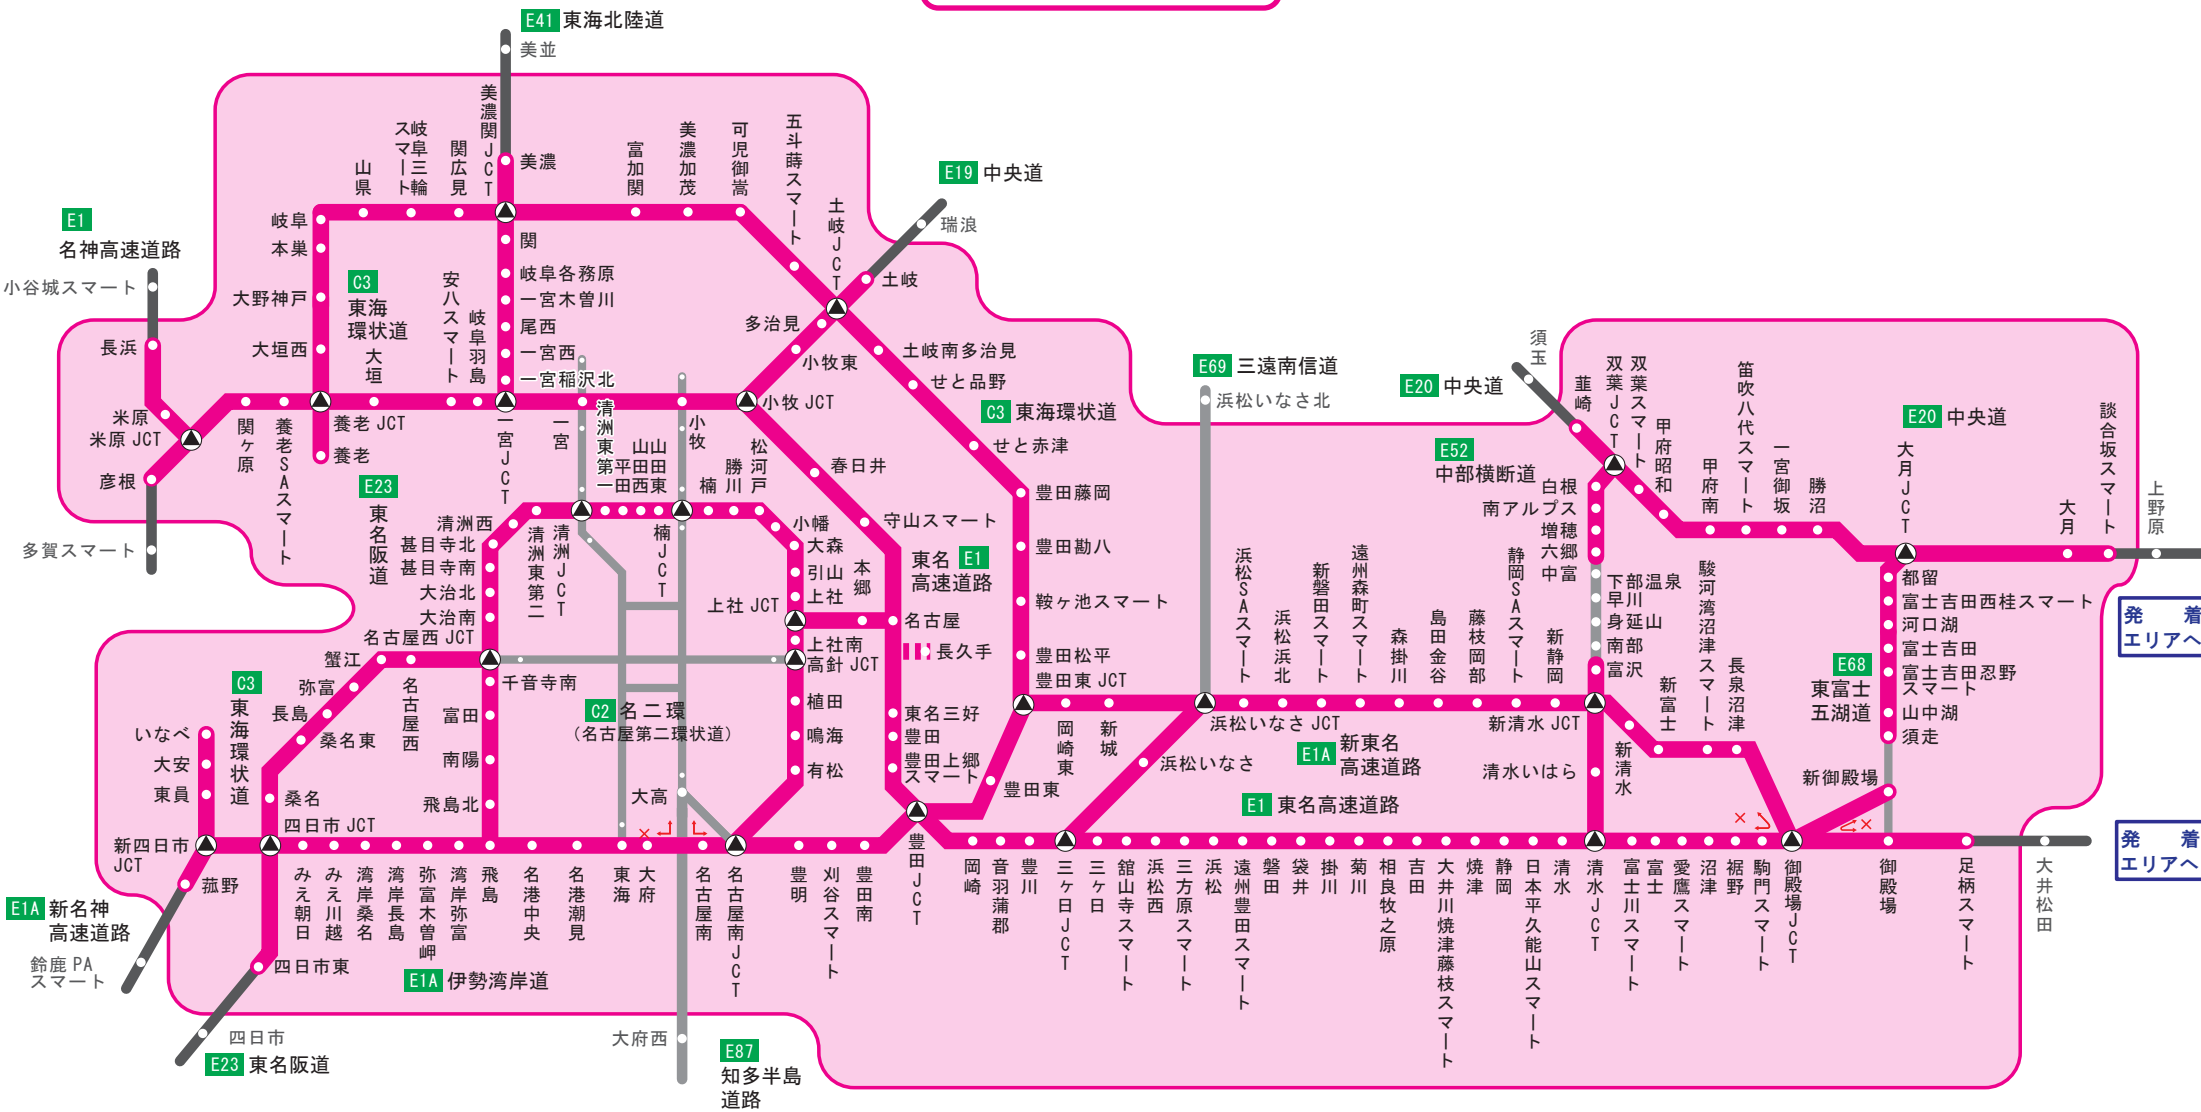 E41 東海北陸道
美並
美濃関JCT
美濃
山県
岐阜三輪
スマート
関広見
富加関
美濃加茂
可児御嵩
五斗蒔スマート
土岐JCT
E19 中央道
瑞浪
土岐
E1
名神高速道路
小谷城スマート
長浜
米原
米原 JCT
彦根
多賀スマート
岐阜
本巣
大野神戸
大垣西
C3
東海
環状道
大垣
安八スマート
岐阜羽島
関
岐阜各務原
一宮木曽川
尾西
一宮西
一宮稲沢北
関ヶ原
養老SAスマート
養老 JCT
養老
一宮JCT
一宮
清洲東第一
平田
山田西
山田東
小牧
楠
勝川
松河戸
多治見
小牧東
小牧 JCT
春日井
守山スマート
東名 E1
高速道路
土岐南多治見
せと品野
C3 東海環状道
せと赤津
豊田藤岡
豊田勘八
鞍ヶ池スマート
豊田松平
豊田東 JCT
E23
東名阪道
清洲西
甚目寺北
甚目寺南
大治北
大治南
名古屋西 JCT
清洲東第二
清洲JCT
楠JCT
小幡
大森
引山
上社
本郷
上社 JCT
名古屋
長久手
上社南
高針 JCT
植田
鳴海
有松
東名三好
豊田
豊田上郷
スマート
豊田東
豊田JCT
蟹江
弥富
長島
桑名東
名古屋西
桑名
四日市 JCT
千音寺南
富田
南陽
飛島北
C2 名二環
（名古屋第二環状道）
大高
C3
東海環状道
いなべ
大安
東員
新四日市
JCT
菰野
E1A 新名神
高速道路
鈴鹿 PA
スマート
四日市東
四日市
E23 東名阪道
みえ朝日
みえ川越
湾岸桑名
湾岸長島
弥富木曽岬
湾岸弥富
飛島
名港中央
名港潮見
東海
大府
名古屋南
名古屋南JCT
豊明
刈谷スマート
豊田南
E1A 伊勢湾岸道
大府西
E87
知多半島
道路
E69 三遠南信道
浜松いなさ北
岡崎東
新城
浜松いなさ JCT
浜松いなさ
浜松SAスマート
浜松浜北
新磐田スマート
遠州森町スマート
森掛川
島田金谷
藤枝岡部
静岡SAスマート
新静岡
新清水 JCT
E1A 新東名
高速道路
清水いはら
E1 東名高速道路
岡崎
音羽蒲郡
豊川
三ヶ日JCT
三ヶ日
舘山寺スマート
浜松西
三方原スマート
浜松
遠州豊田スマート
磐田
袋井
掛川
菊川
相良牧之原
吉田
大井川焼津藤枝スマート
焼津
静岡
日本平久能山スマート
清水
清水JCT
富士川スマート
富士
愛鷹スマート
沼津
裾野
駒門スマート
御殿場JCT
御殿場
足柄スマート
大井松田
新清水
新富士
駿河湾沼津スマート
長泉沼津
新御殿場
E20 中央道
須玉
韮崎
双葉JCT
双葉スマート
甲府昭和
甲府南
笛吹八代スマート
一宮御坂
勝沼
E20 中央道
大月JCT
大月
談合坂スマート
上野原
E52
中部横断道
白根
南アルプス
増穂
六郷
中富
下部温泉
早川
身延山
南部
富沢
都留
富士吉田西桂スマート
河口湖
富士吉田
富士吉田忍野
スマート
山中湖
須走
E68
東富士
五湖道
発 着
エリアへ
発 着
エリアへ